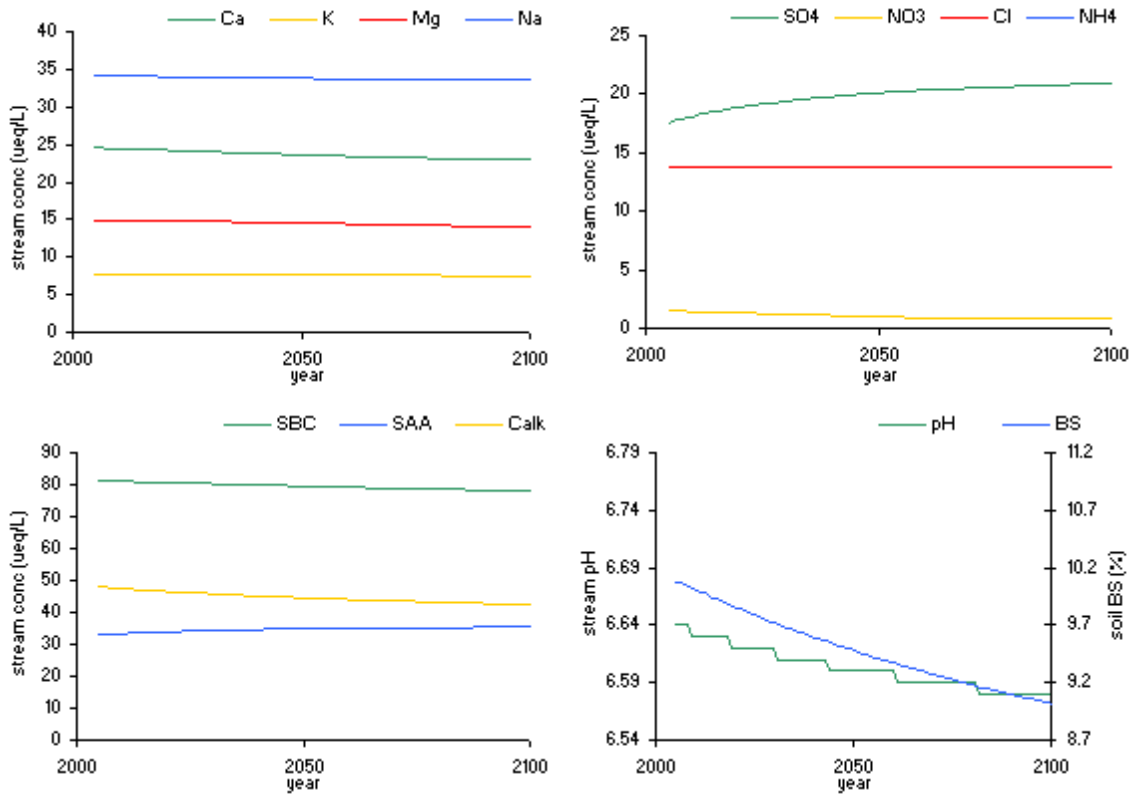 Ca K Mg Na
40
35
30
25
20
15
10
5
0
stream conc (ueq/L)
2000 2050 2100
year
SO4 NO3 Cl NH4
25
20
15
10
5
0
stream conc (ueq/L)
2000 2050 2100
year
SBC SAA Calk
90
80
70
60
50
40
30
20
10
0
stream conc (ueq/L)
2000 2050 2100
year
pH BS
6.79 11.2
6.74 10.7
6.69 10.2
6.64 9.7
6.59 9.2
6.54 8.7
stream pH
soil BS (%)
2000 2050 2100
year